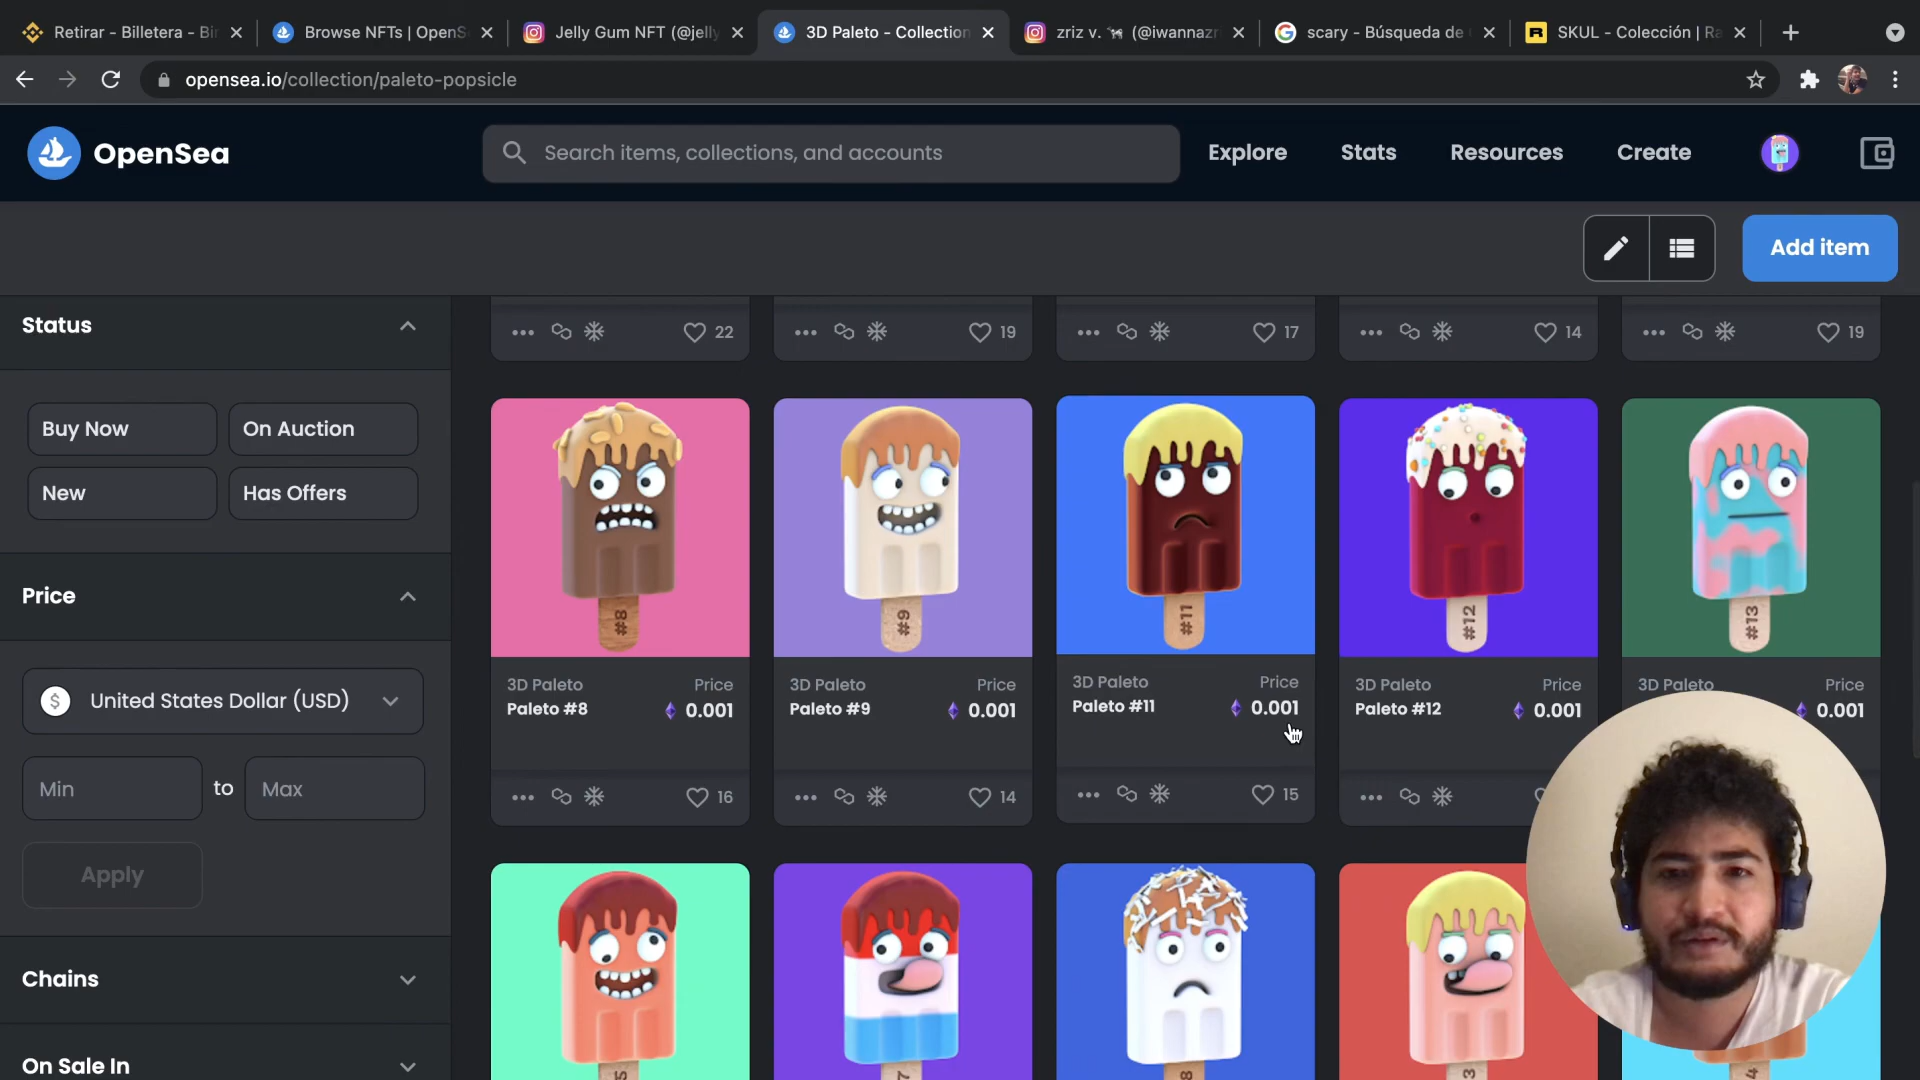 Retirar - Billetera - Bin
Browse NFTs | OpenS
Jelly Gum NFT (@jelly
3D Paleto - Collection
zriz v. 🐜 (@iwannazr
scary - Búsqueda de
SKUL - Colección | Ra
opensea.io/collection/paleto-popsicle
OpenSea
Search items, collections, and accounts
Explore
Stats
Resources
Create
Add item
Status
Buy Now
On Auction
New
Has Offers
Price
United States Dollar (USD)
Min
to
Max
Apply
Chains
On Sale In
22
19
17
14
19
#8
#9
#11
#12
#13
3D Paleto
Price
Paleto #8
0.001
16
3D Paleto
Price
Paleto #9
0.001
14
3D Paleto
Price
Paleto #11
0.001
15
3D Paleto
Price
Paleto #12
0.001
3D Paleto
Price
0.001